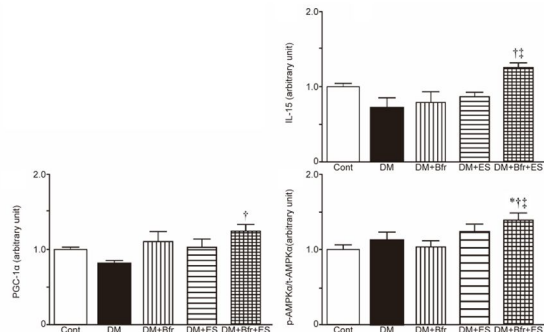 2.0
1.0
0
IL-15 (arbitrary unit)
†‡
Cont DM DM+Bfr DM+ES DM+Bfr+ES
2.0
1.0
0
PGC-1α (arbitrary unit)
†
Cont DM DM+Bfr DM+ES DM+Bfr+ES
2.0
1.0
0
p-AMPKα/t-AMPKα(arbitrary unit)
*†‡
Cont DM DM+Bfr DM+ES DM+Bfr+ES